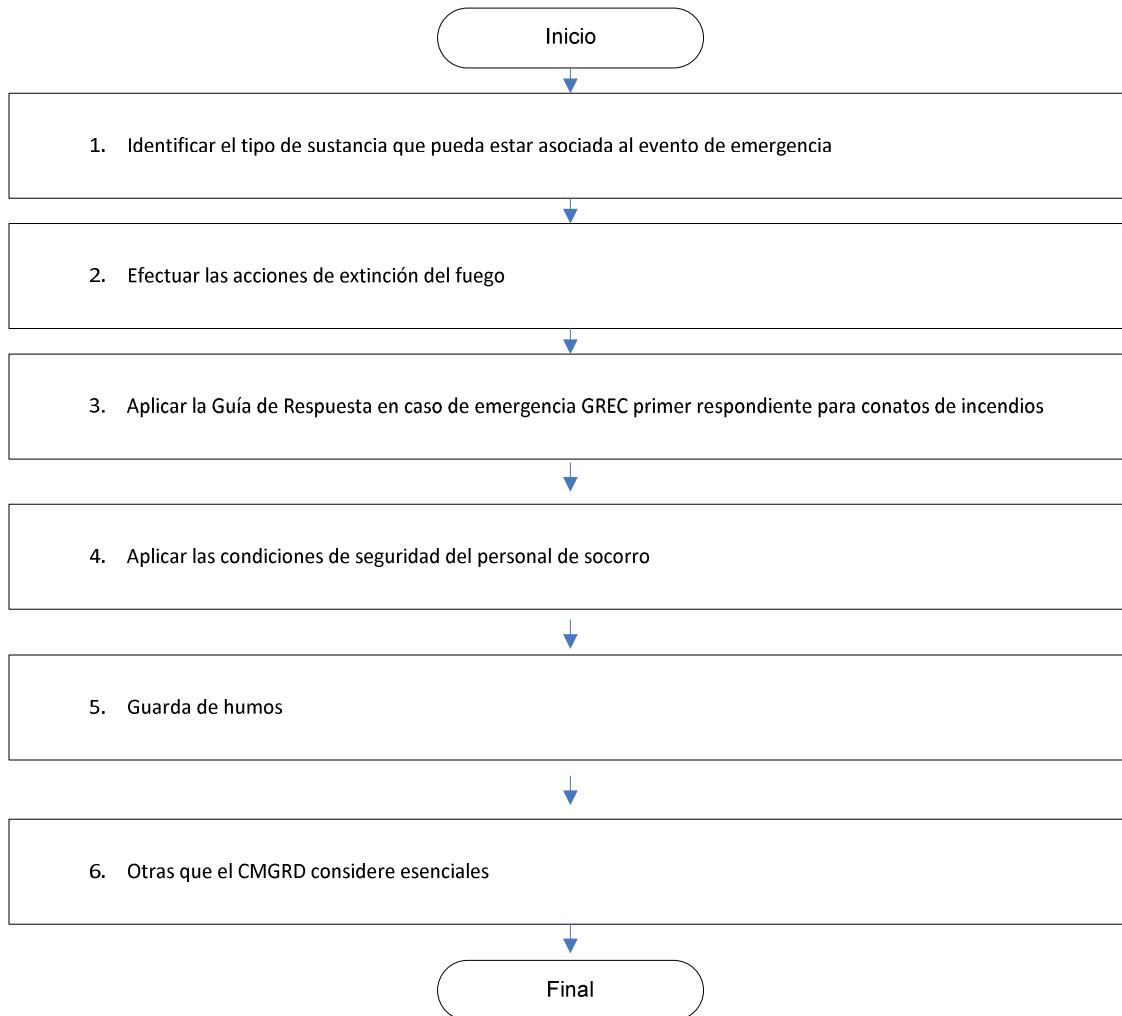 Inicio
1. Identificar el tipo de sustancia que pueda estar asociada al evento de emergencia
2. Efectuar las acciones de extinción del fuego
3. Aplicar la Guía de Respuesta en caso de emergencia GREC primer respondiente para conatos de incendios
4. Aplicar las condiciones de seguridad del personal de socorro
5. Guarda de humos
6. Otras que el CMGRD considere esenciales
Final